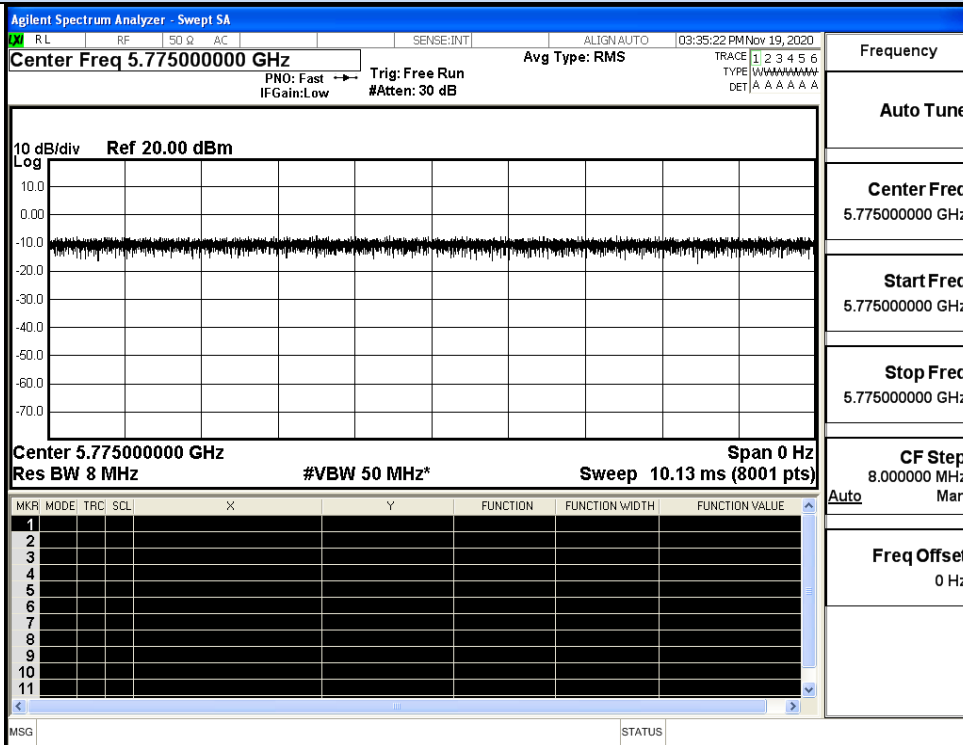 Agilent Spectrum Analyzer - Swept SA
LXI RL RF 50 Ω AC SENSE:INT ALIGN AUTO 03:35:22 PM Nov 19, 2020
Center Freq 5.775000000 GHz Avg Type: RMS TRACE 1 2 3 4 5 6
PNO: Fast Trig: Free Run TYPE WWWWWW
IFGain:Low #Atten: 30 dB DET A A A A A A
10 dB/div Ref 20.00 dBm
Log
10.0
0.00
-10.0
-20.0
-30.0
-40.0
-50.0
-60.0
-70.0
Center 5.775000000 GHz Span 0 Hz
Res BW 8 MHz #VBW 50 MHz* Sweep 10.13 ms (8001 pts)
MKR MODE TRC SCL X Y FUNCTION FUNCTION WIDTH FUNCTION VALUE
1
2
3
4
5
6
7
8
9
10
11
MSG STATUS
Frequency
Auto Tune
Center Freq
5.775000000 GHz
Start Freq
5.775000000 GHz
Stop Freq
5.775000000 GHz
CF Step
8.000000 MHz
Auto Man
Freq Offset
0 Hz